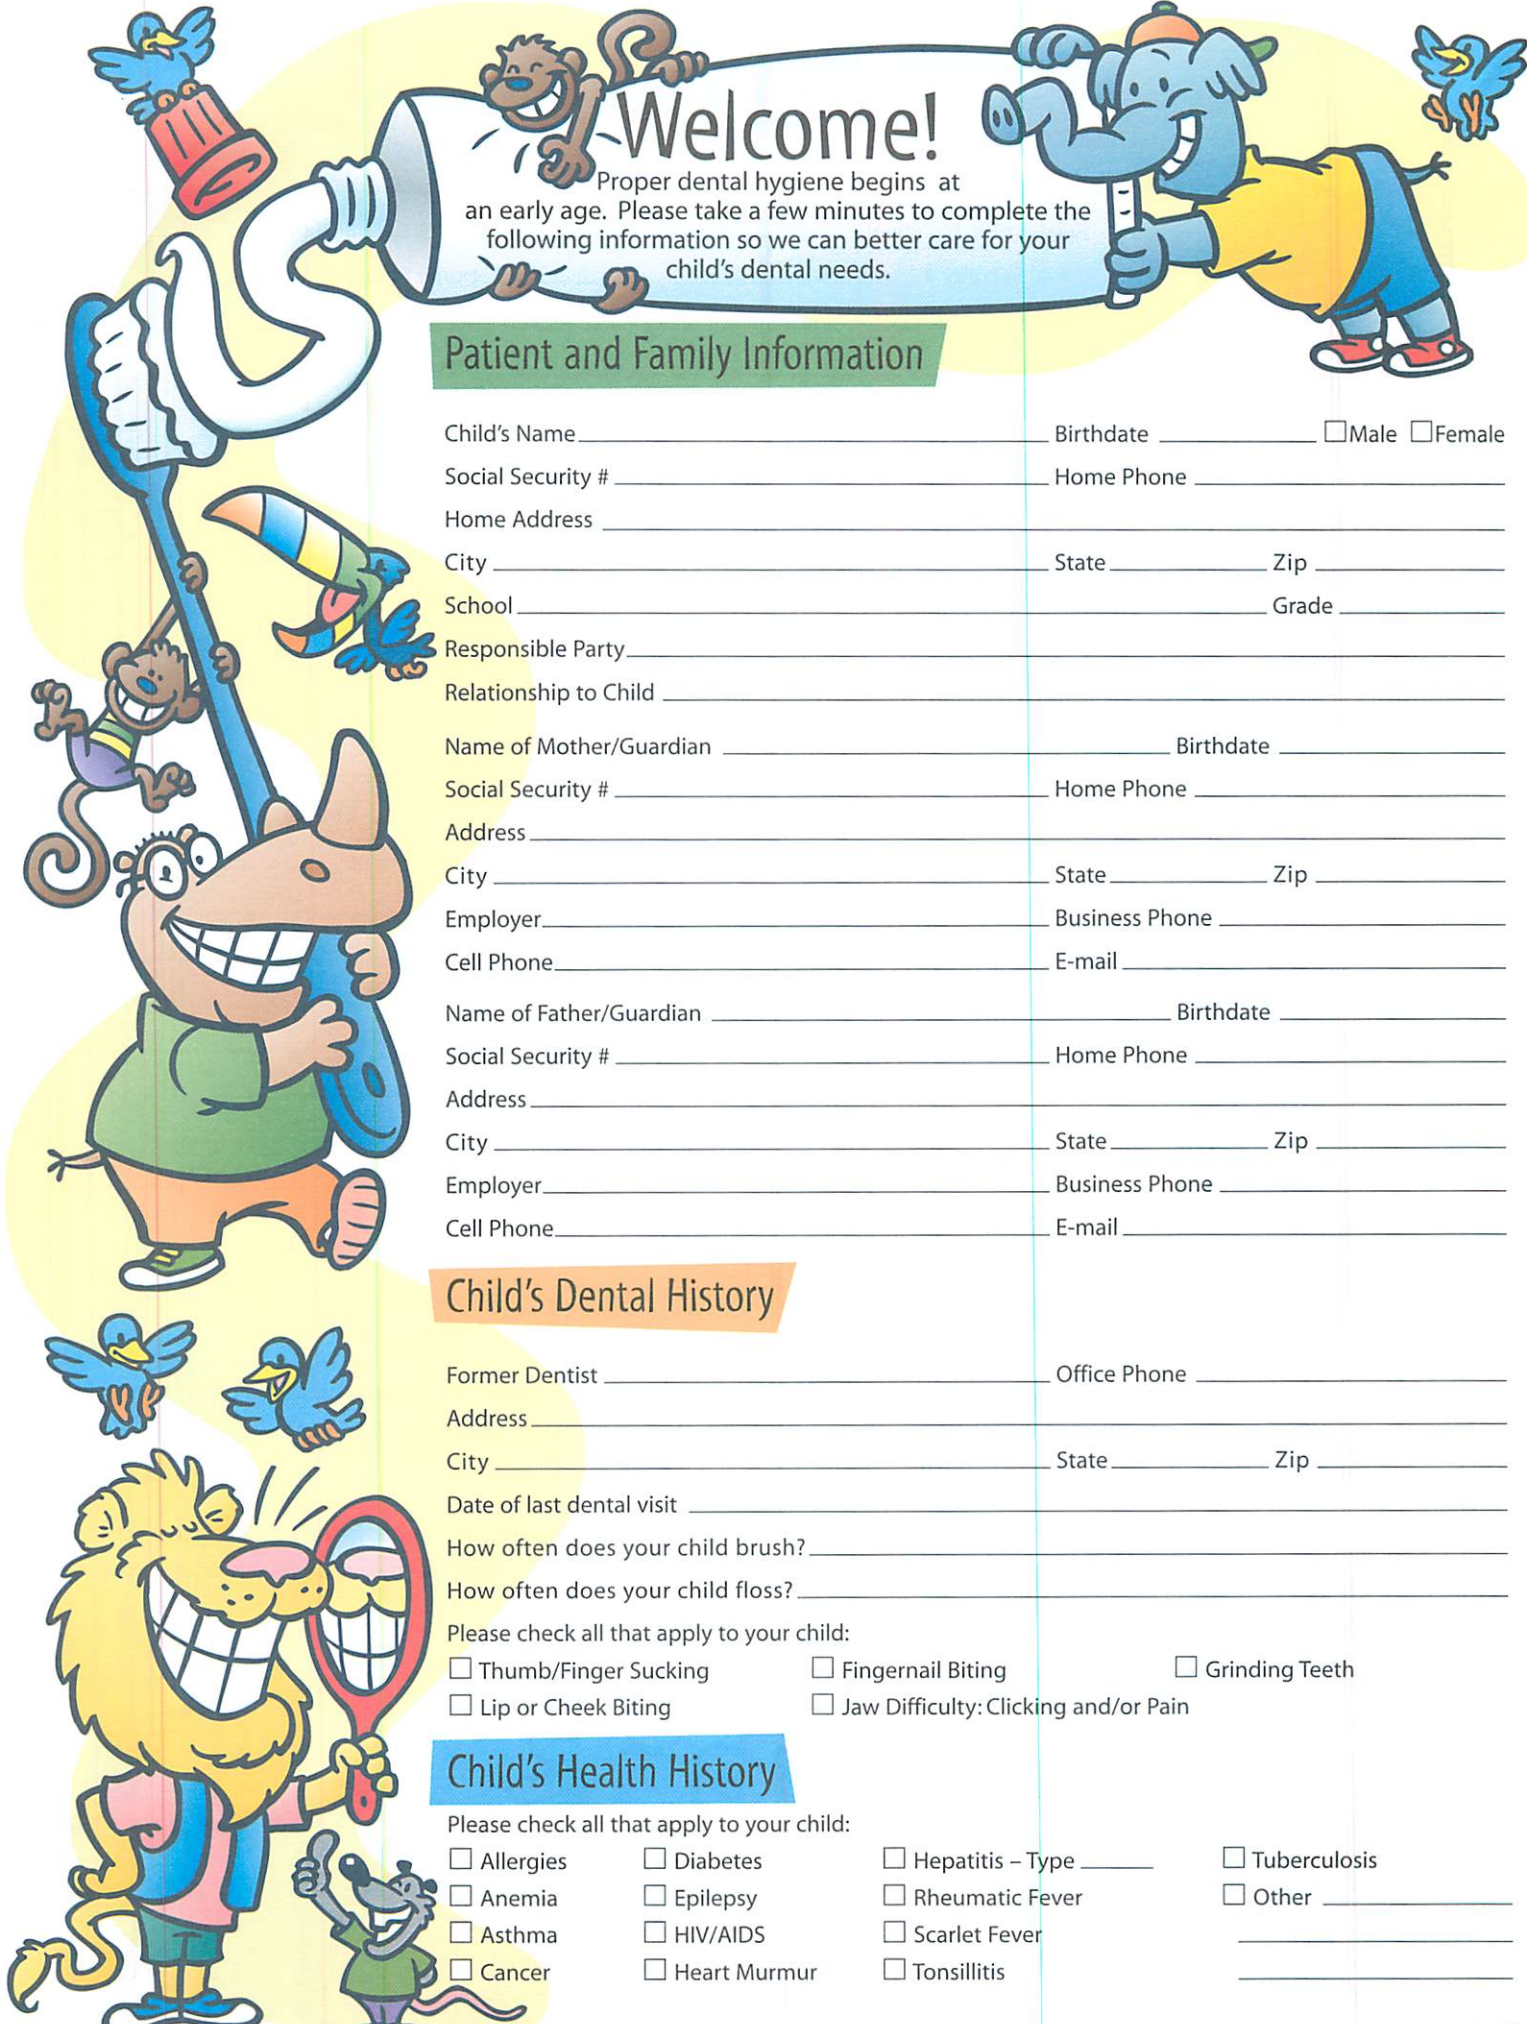 Welcome!
Proper dental hygiene begins at
an early age. Please take a few minutes to complete the
following information so we can better care for your
child's dental needs.
Patient and Family Information
Child's Name Birthdate Male Female
Social Security # Home Phone
Home Address
City State Zip
School Grade
Responsible Party
Relationship to Child
Name of Mother/Guardian Birthdate
Social Security # Home Phone
Address
City State Zip
Employer Business Phone
Cell Phone E-mail
Name of Father/Guardian Birthdate
Social Security # Home Phone
Address
City State Zip
Employer Business Phone
Cell Phone E-mail
Child's Dental History
Former Dentist Office Phone
Address
City State Zip
Date of last dental visit
How often does your child brush?
How often does your child floss?
Please check all that apply to your child:
Thumb/Finger Sucking Fingernail Biting Grinding Teeth
Lip or Cheek Biting Jaw Difficulty: Clicking and/or Pain
Child's Health History
Please check all that apply to your child:
Allergies Diabetes Hepatitis – Type Tuberculosis
Anemia Epilepsy Rheumatic Fever Other
Asthma HIV/AIDS Scarlet Fever
Cancer Heart Murmur Tonsillitis